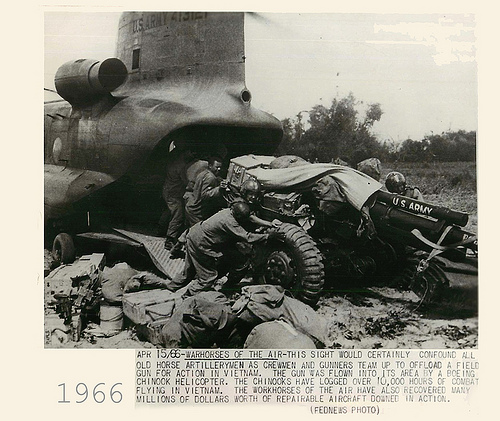 U.S. ARMY
U.S. ARMY
APR 15/66-WARHORSES OF THE AIR-THIS SIGHT WOULD CERTAINLY CONFOUND ALL
OLD HORSE ARTILLERYMEN AS CREWMEN AND GUNNERS TEAM UP TO OFFLOAD A FIELD
GUN FOR ACTION IN VIETNAM. THE GUN WAS FLOWN INTO ITS AREA BY A BOEING
CHINOOK HELICOPTER. THE CHINOOKS HAVE LOGGED OVER 10,000 HOURS OF COMBAT
FLYING IN VIETNAM. THE WORKHORSES OF THE AIR HAVE ALSO RECOVERED MANY
MILLIONS OF DOLLARS WORTH OF REPAIRABLE AIRCRAFT DOWNED IN ACTION.
(FEDNEWS PHOTO)
1966